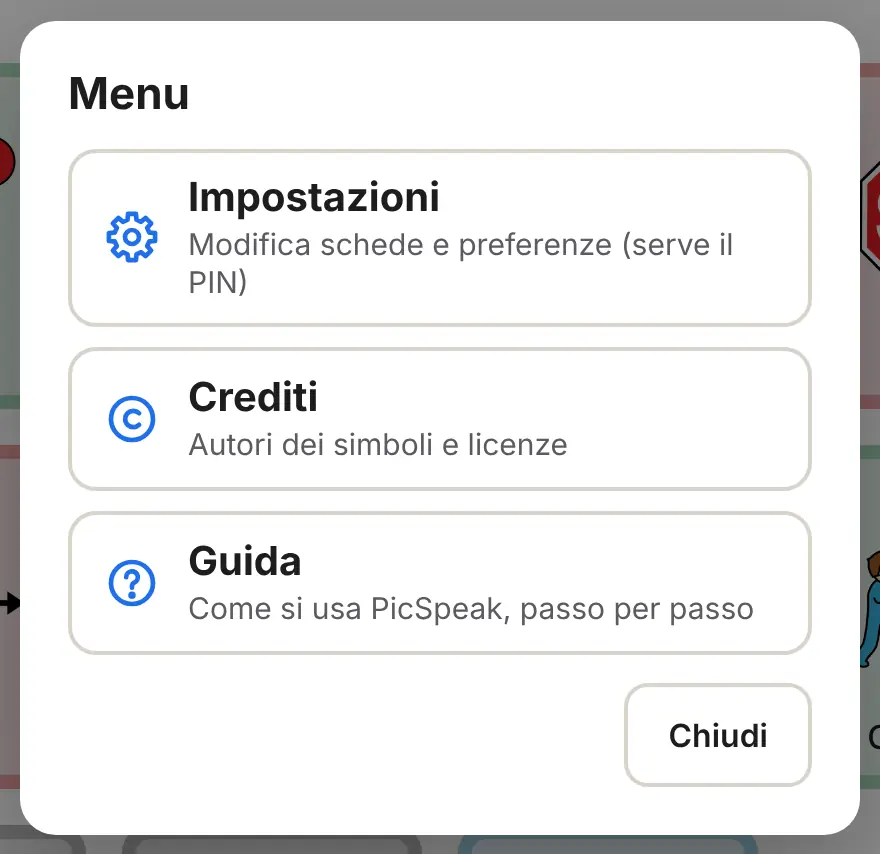 Menu
Impostazioni
Modifica schede e preferenze (serve il
PIN)
Crediti
Autori dei simboli e licenze
Guida
Come si usa PicSpeak, passo per passo
Chiudi